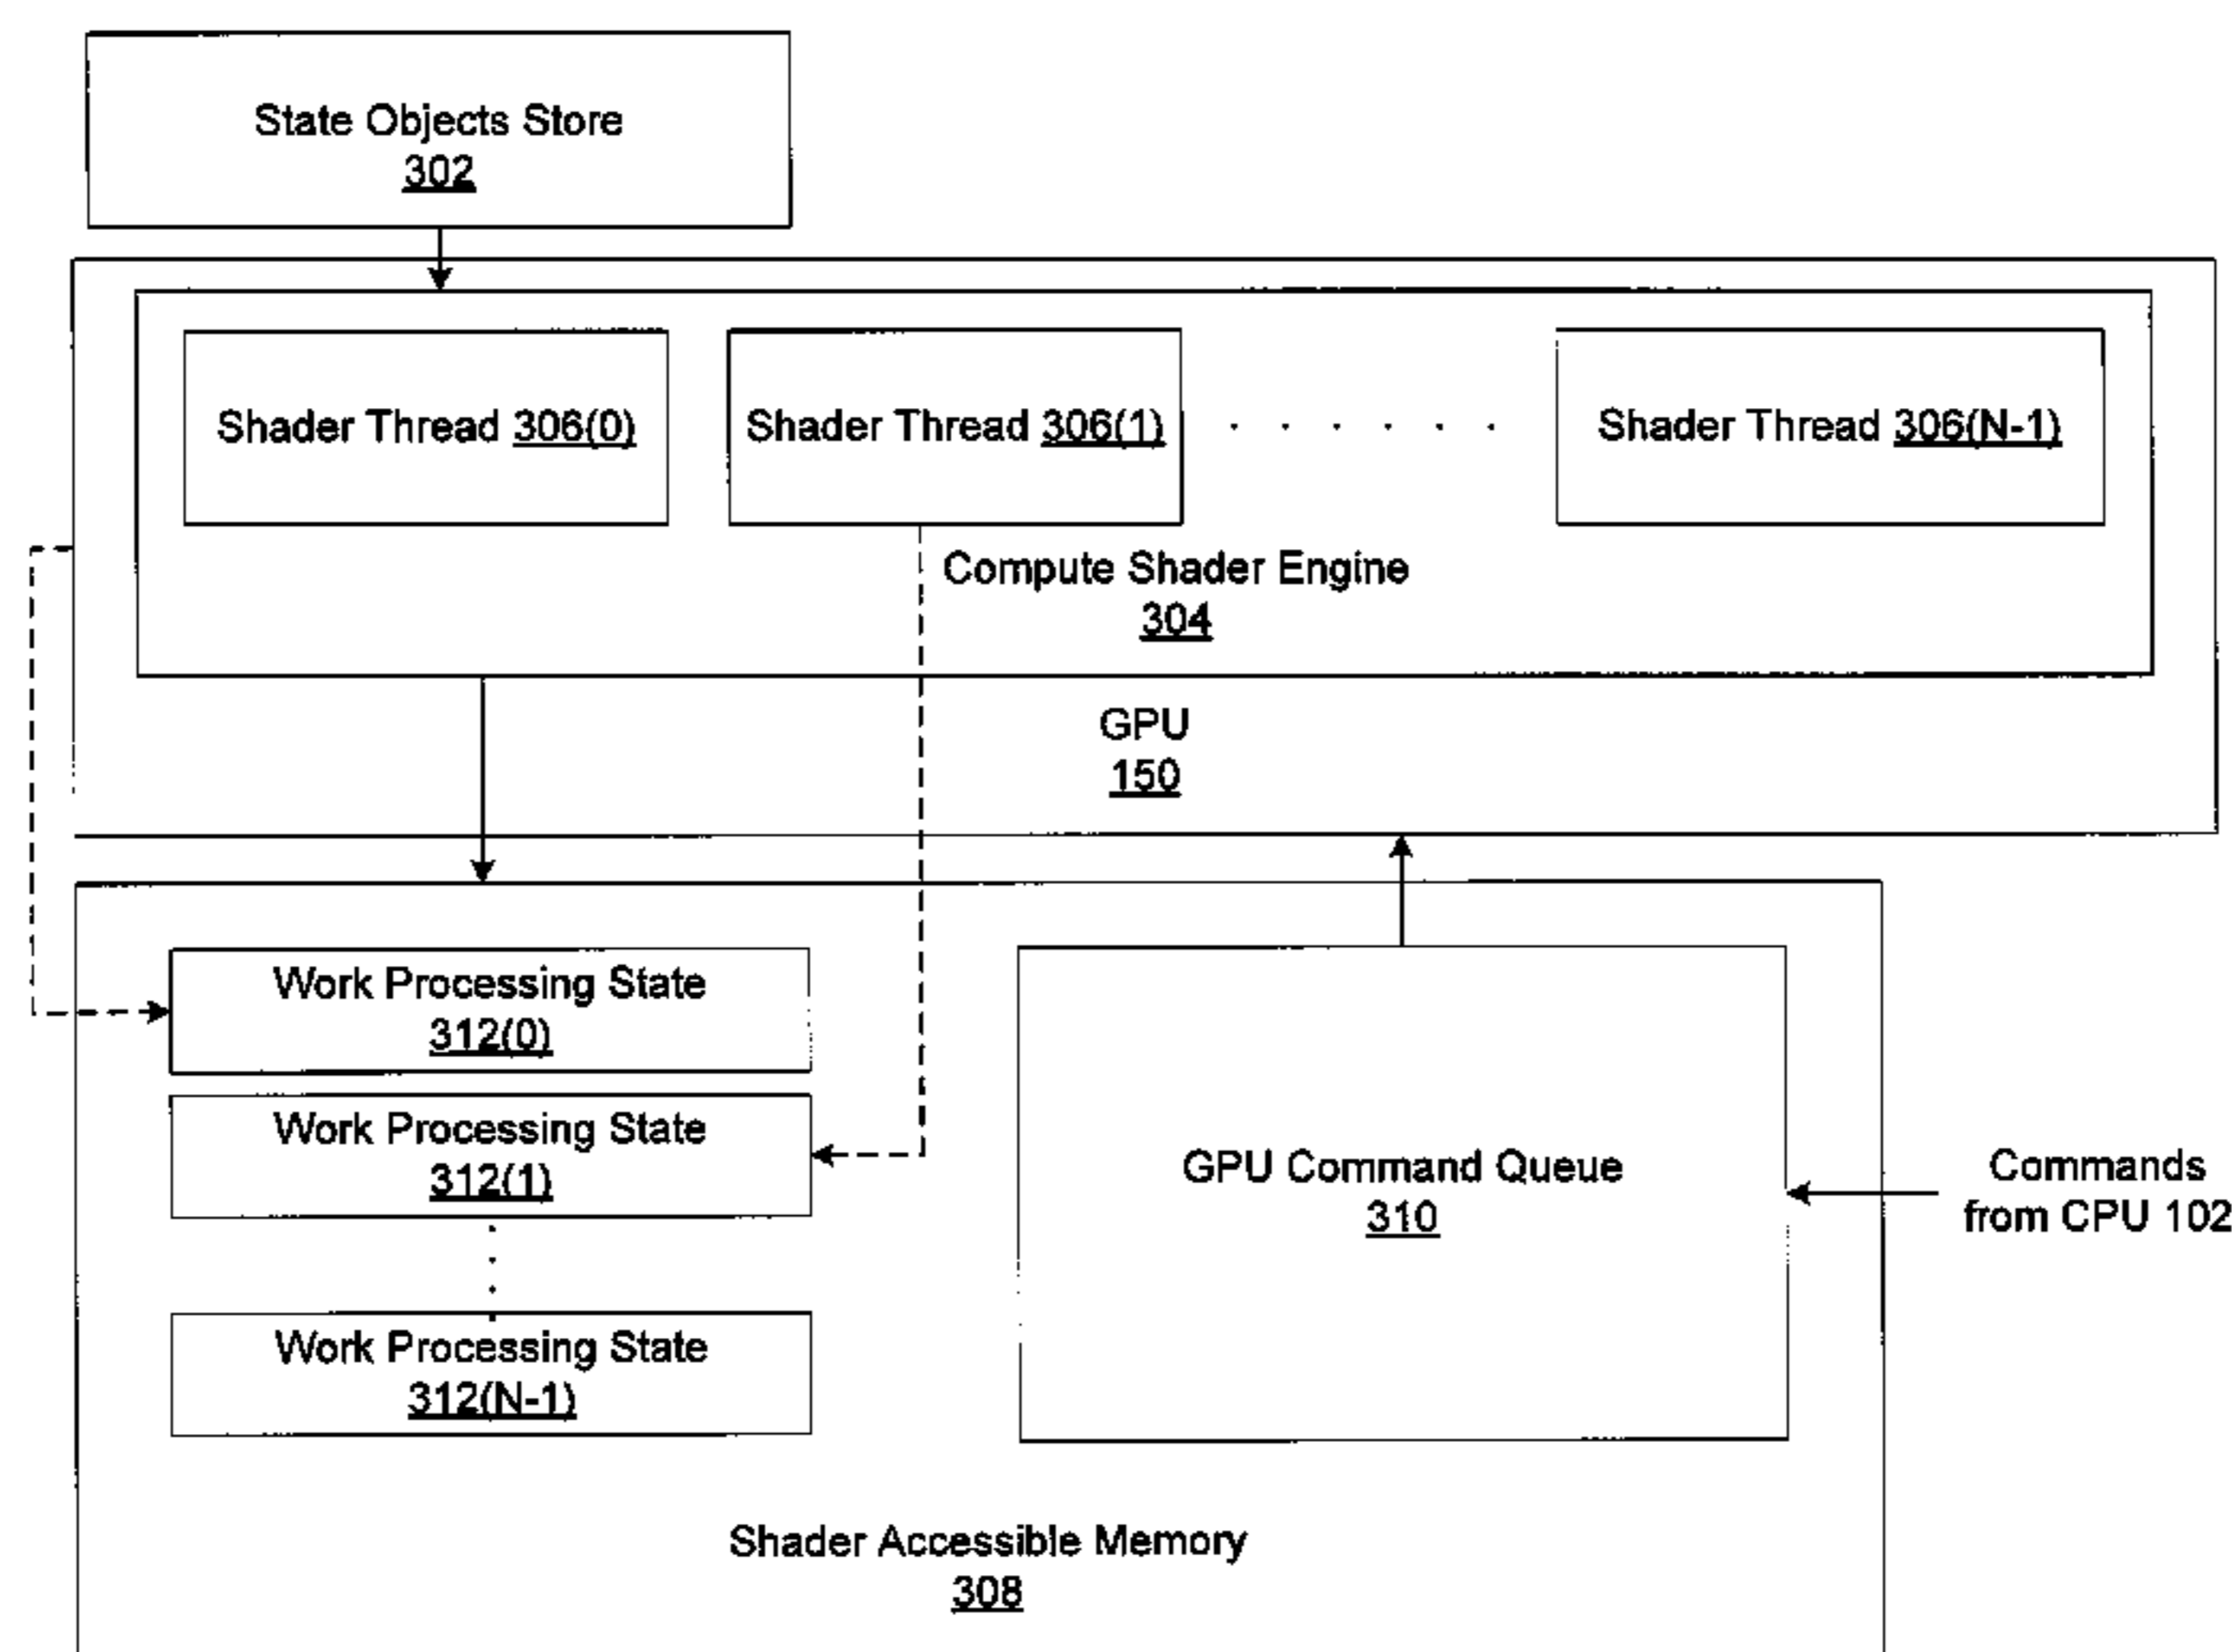 State Objects Store
302
Shader Thread 306(0)
Shader Thread 306(1)
Shader Thread 306(N-1)
Compute Shader Engine
304
GPU
150
Work Processing State
312(0)
Work Processing State
312(1)
Work Processing State
312(N-1)
GPU Command Queue
310
Commands
from CPU 102
Shader Accessible Memory
308